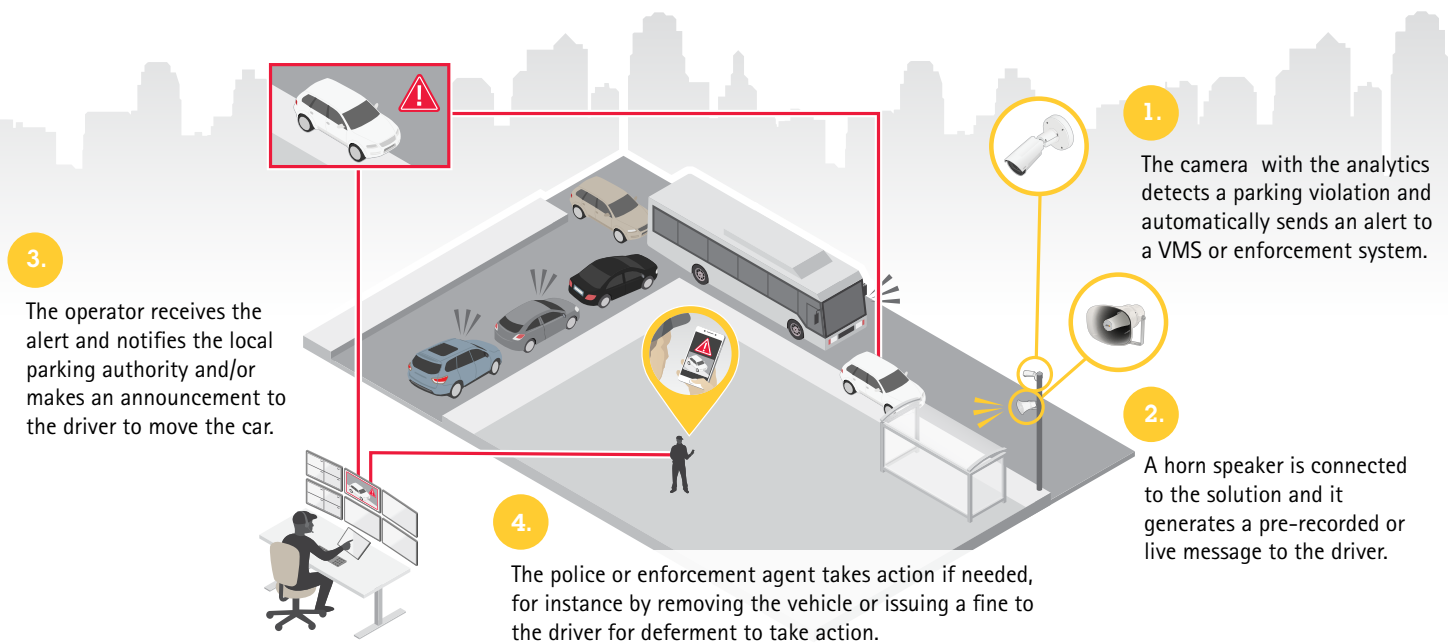 1.
The camera  with the analytics
detects a parking violation and
automatically sends an alert to
a VMS or enforcement system.
2.
A horn speaker is connected
to the solution and it
generates a pre-recorded or
live message to the driver.
3.
The operator receives the
alert and notifies the local
parking authority and/or
makes an announcement to
the driver to move the car.
4.
The police or enforcement agent takes action if needed,
for instance by removing the vehicle or issuing a fine to
the driver for deferment to take action.